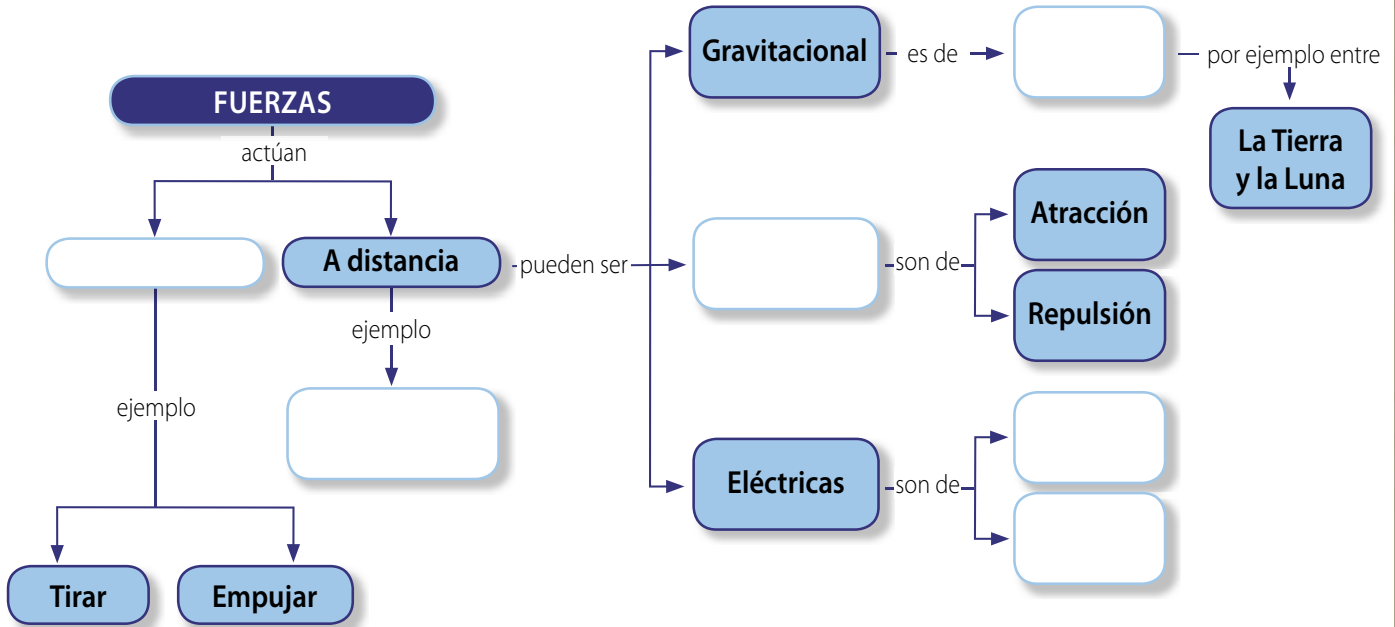 FUERZAS
actúan
A distancia
pueden ser
ejemplo
ejemplo
Tirar
Empujar
Gravitacional
es de
por ejemplo entre
La Tierra
y la Luna
son de
Atracción
Repulsión
Eléctricas
son de